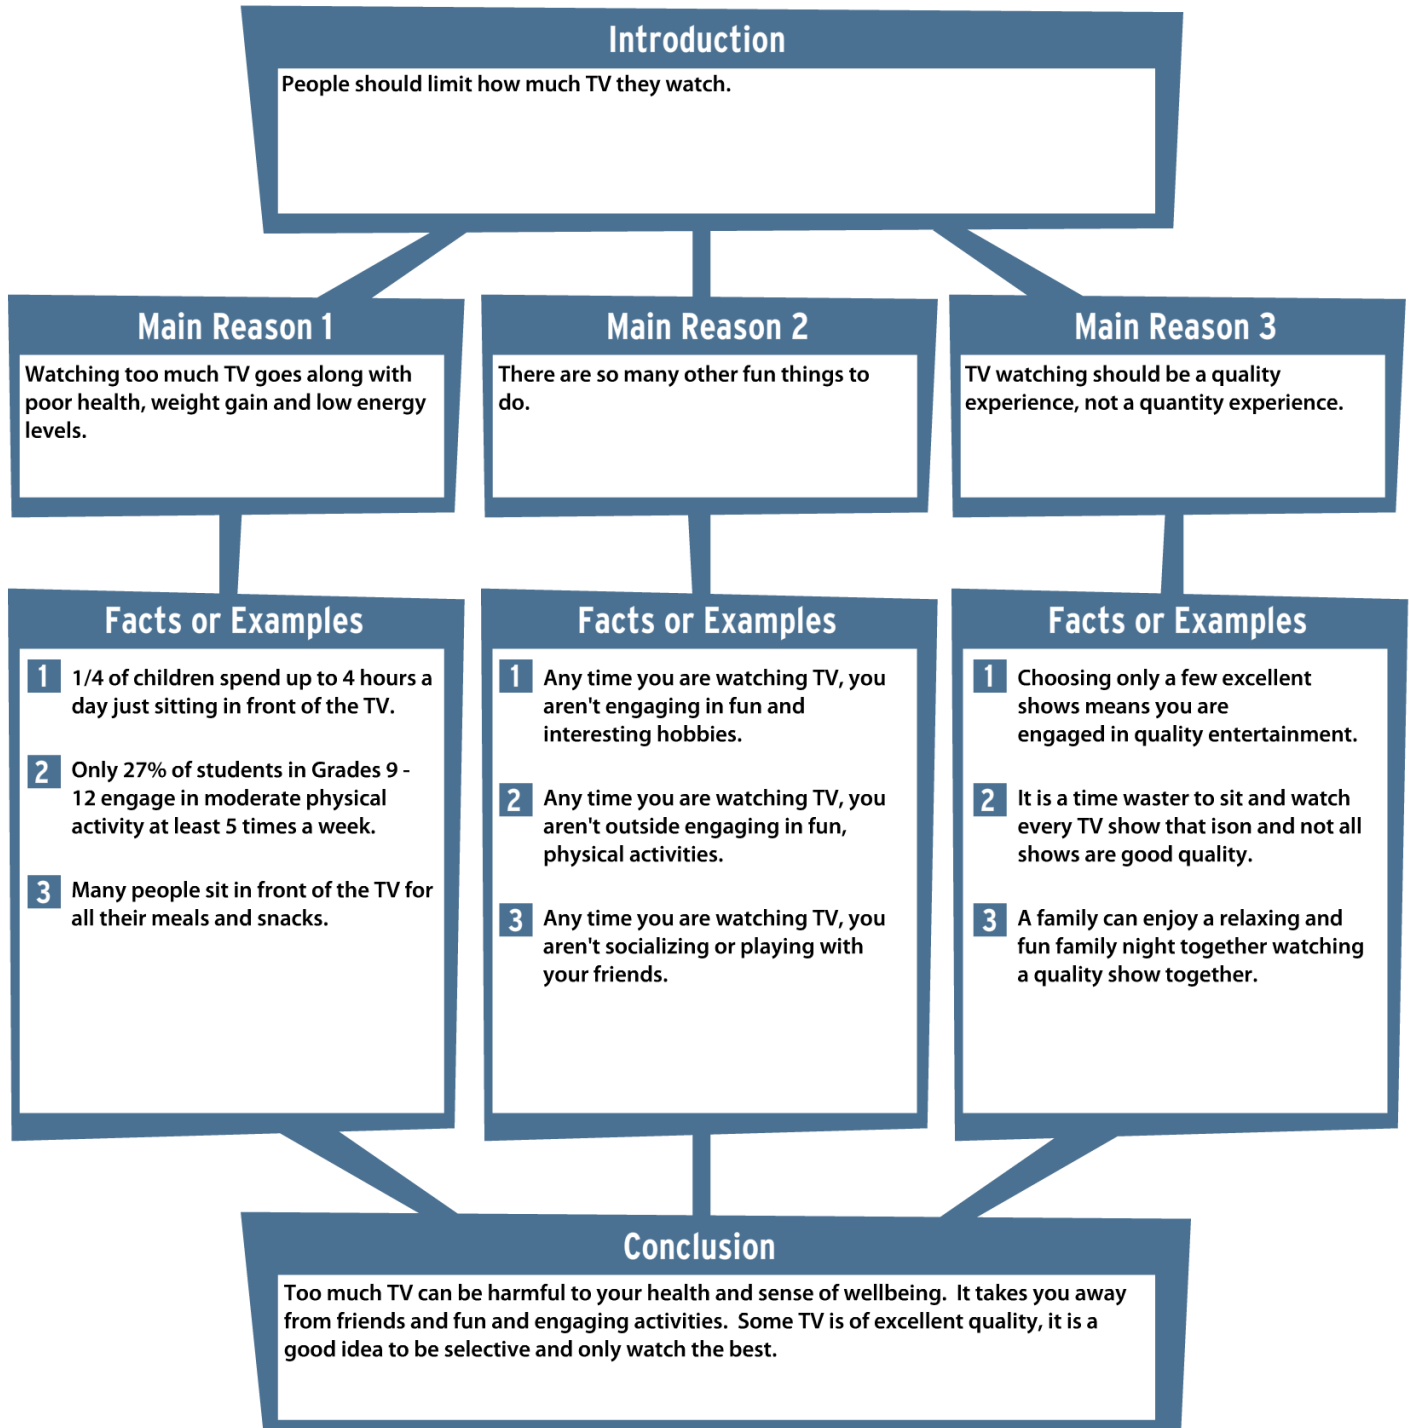 Introduction
People should limit how much TV they watch.
Main Reason 1
Watching too much TV goes along with
poor health, weight gain and low energy
levels.
Main Reason 2
There are so many other fun things to
do.
Main Reason 3
TV watching should be a quality
experience, not a quantity experience.
Facts or Examples
1 1/4 of children spend up to 4 hours a
day just sitting in front of the TV.
2 Only 27% of students in Grades 9 -
12 engage in moderate physical
activity at least 5 times a week.
3 Many people sit in front of the TV for
all their meals and snacks.
Facts or Examples
1 Any time you are watching TV, you
aren't engaging in fun and
interesting hobbies.
2 Any time you are watching TV, you
aren't outside engaging in fun,
physical activities.
3 Any time you are watching TV, you
aren't socializing or playing with
your friends.
Facts or Examples
1 Choosing only a few excellent
shows means you are
engaged in quality entertainment.
2 It is a time waster to sit and watch
every TV show that ison and not all
shows are good quality.
3 A family can enjoy a relaxing and
fun family night together watching
a quality show together.
Conclusion
Too much TV can be harmful to your health and sense of wellbeing.  It takes you away
from friends and fun and engaging activities.  Some TV is of excellent quality, it is a
good idea to be selective and only watch the best.